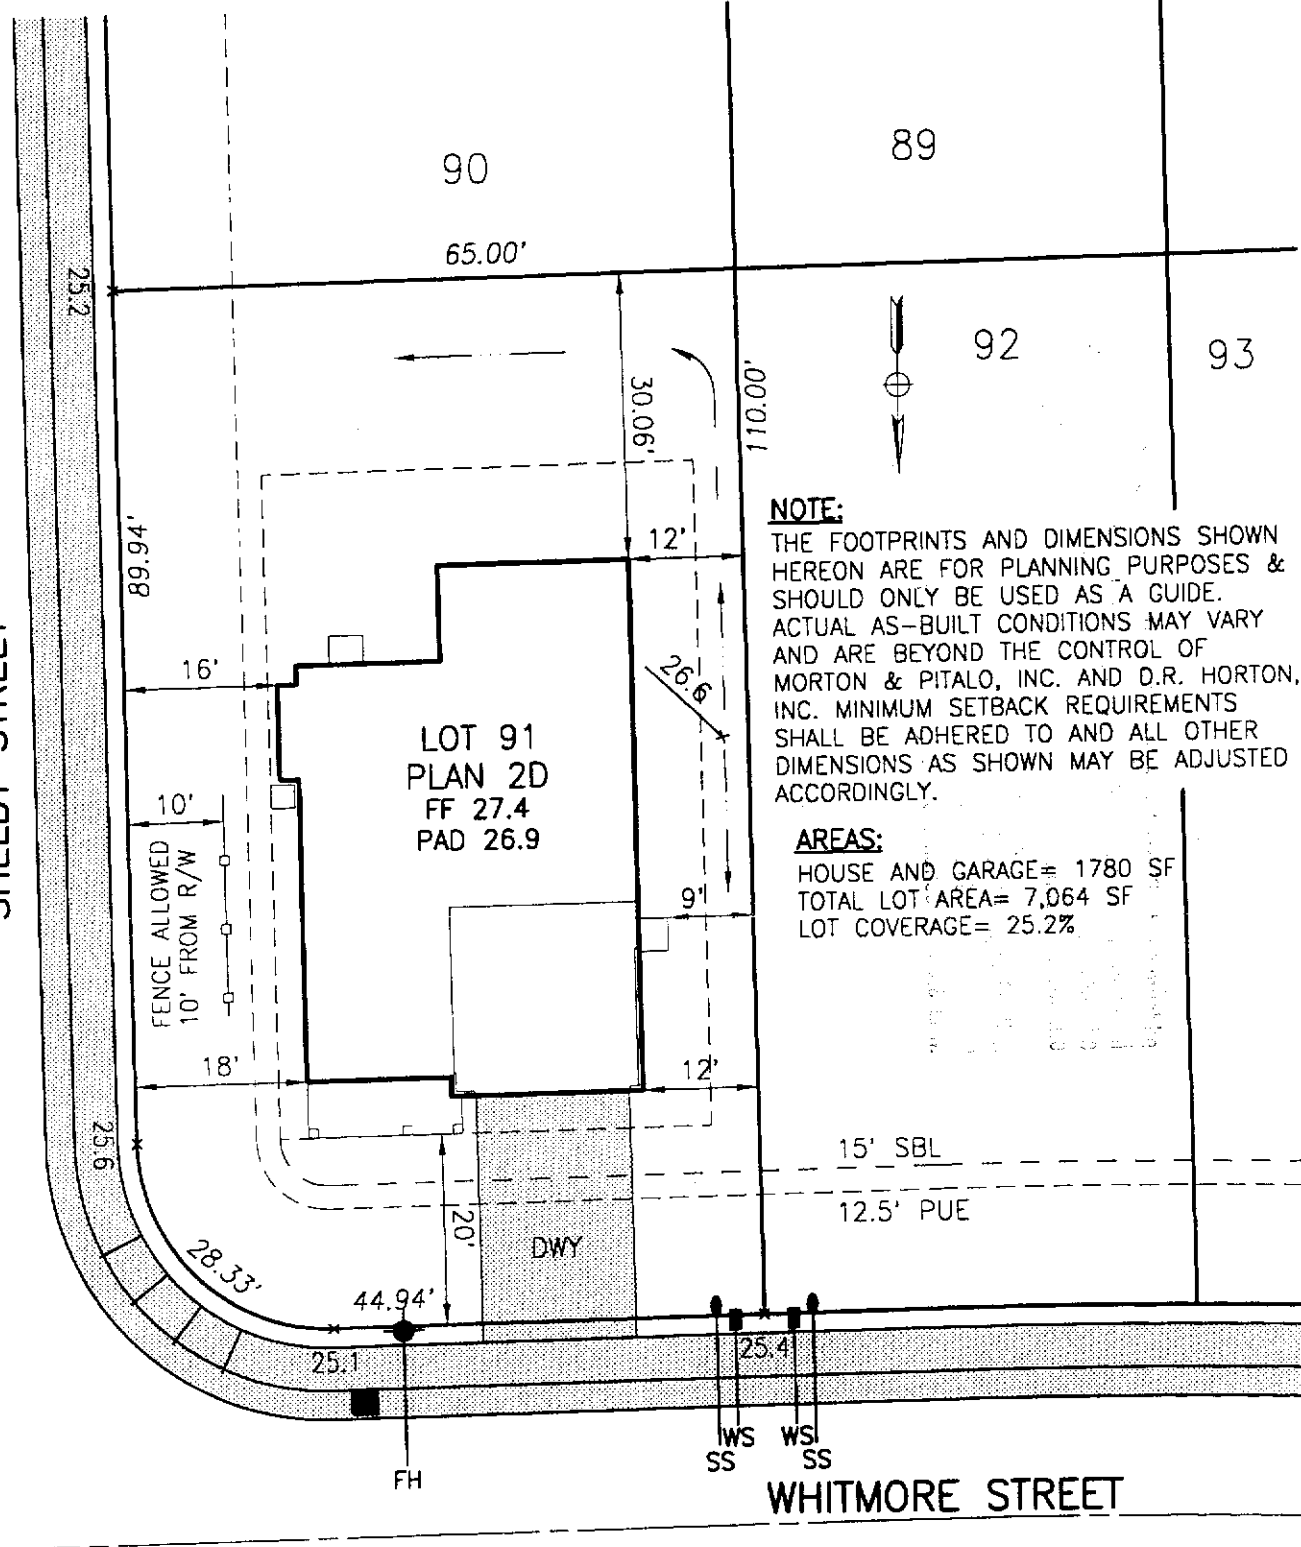 90
89
65.00'
25.2
92
93
30.06'
110.00'
NOTE:
THE FOOTPRINTS AND DIMENSIONS SHOWN
HEREON ARE FOR PLANNING PURPOSES &
SHOULD ONLY BE USED AS A GUIDE.
ACTUAL AS-BUILT CONDITIONS MAY VARY
AND ARE BEYOND THE CONTROL OF
MORTON & PITALO, INC. AND D.R. HORTON,
INC. MINIMUM SETBACK REQUIREMENTS
SHALL BE ADHERED TO AND ALL OTHER
DIMENSIONS AS SHOWN MAY BE ADJUSTED
ACCORDINGLY.
89.94'
12'
16'
26.6
LOT 91
PLAN 2D
FF 27.4
PAD 26.9
10'
FENCE ALLOWED
10' FROM R/W
AREAS:
HOUSE AND GARAGE= 1780 SF
TOTAL LOT AREA= 7,064 SF
LOT COVERAGE= 25.2%
9'
18'
12'
25.6
15' SBL
12.5' PUE
20'
DWY
28.33'
44.94'
25.1
25.4
FH
SS
WS
WS
SS
STREET
WHITMORE STREET